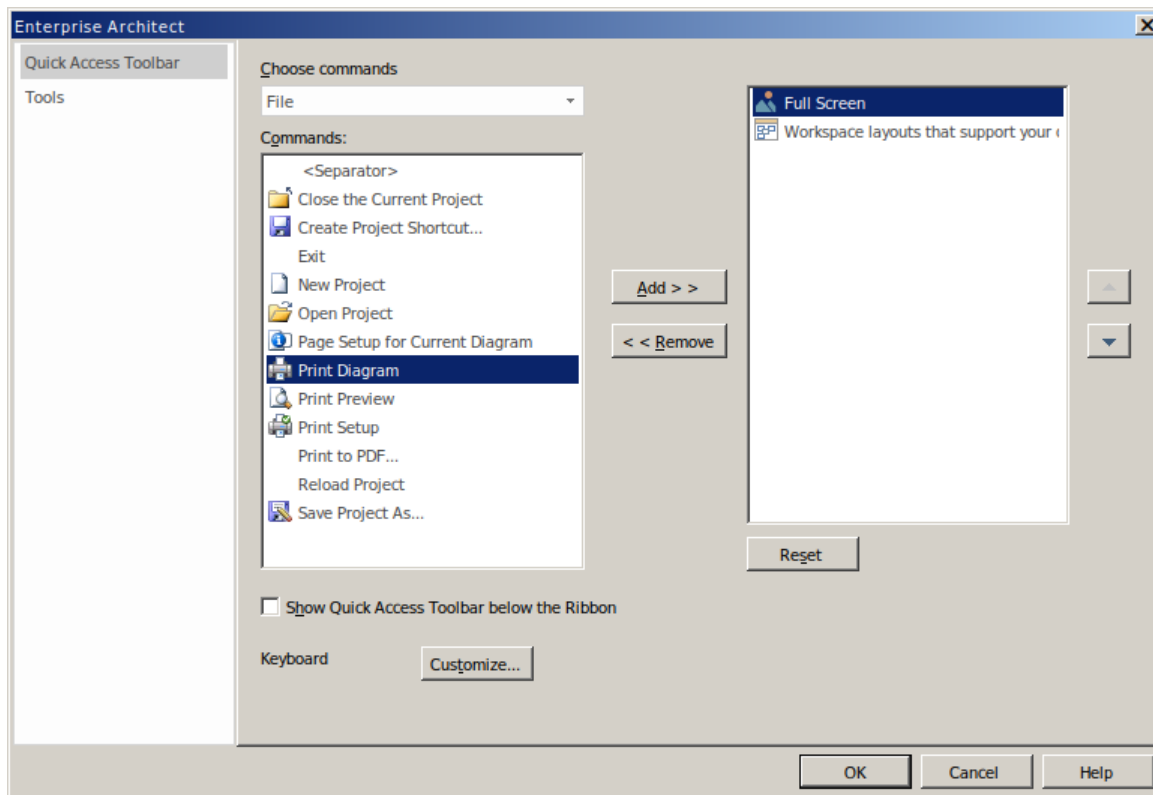 Enterprise Architect
Quick Access Toolbar
Tools
Choose commands
File
Commands:
<Separator>
Close the Current Project
Create Project Shortcut...
Exit
New Project
Open Project
Page Setup for Current Diagram
Print Diagram
Print Preview
Print Setup
Print to PDF...
Reload Project
Save Project As...
Add > >
< < Remove
Full Screen
Workspace layouts that support your
Reset
Show Quick Access Toolbar below the Ribbon
Keyboard
Customize...
OK
Cancel
Help